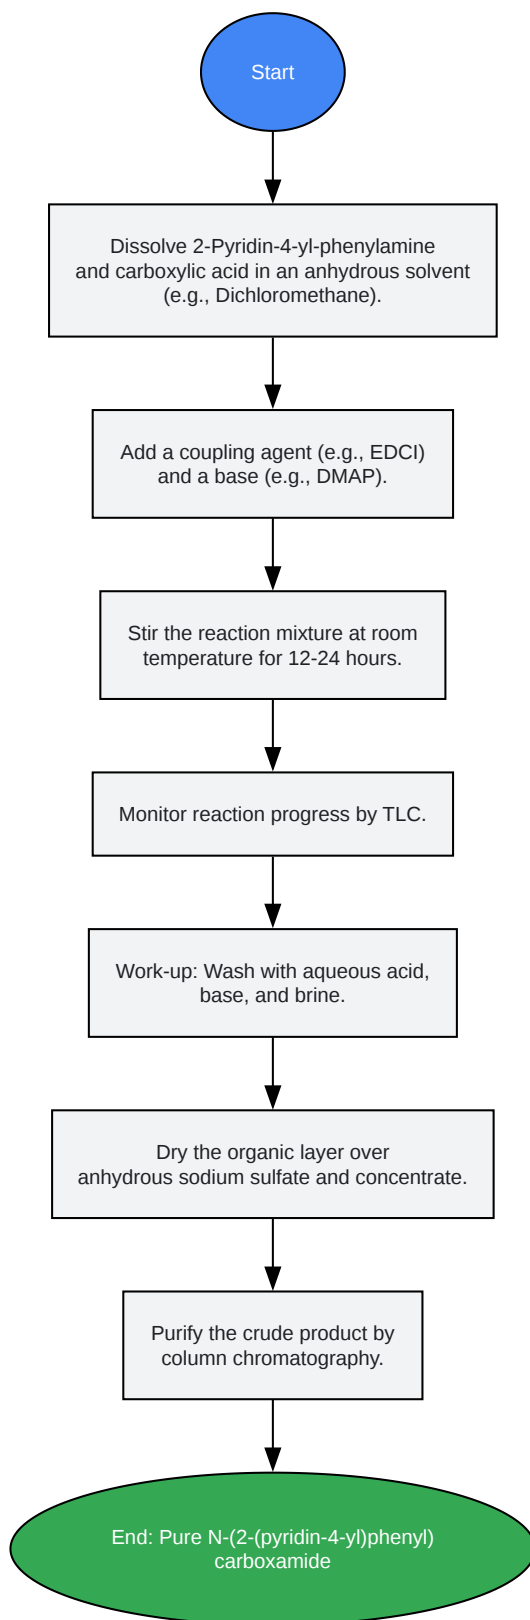 Start
Dissolve 2-Pyridin-4-yl-phenylamine
and carboxylic acid in an anhydrous solvent
(e.g., Dichloromethane).
Add a coupling agent (e.g., EDCI)
and a base (e.g., DMAP).
Stir the reaction mixture at room
temperature for 12-24 hours.
Monitor reaction progress by TLC.
Work-up: Wash with aqueous acid,
base, and brine.
Dry the organic layer over
anhydrous sodium sulfate and concentrate.
Purify the crude product by
column chromatography.
End: Pure N-(2-(pyridin-4-yl)phenyl)
carboxamide